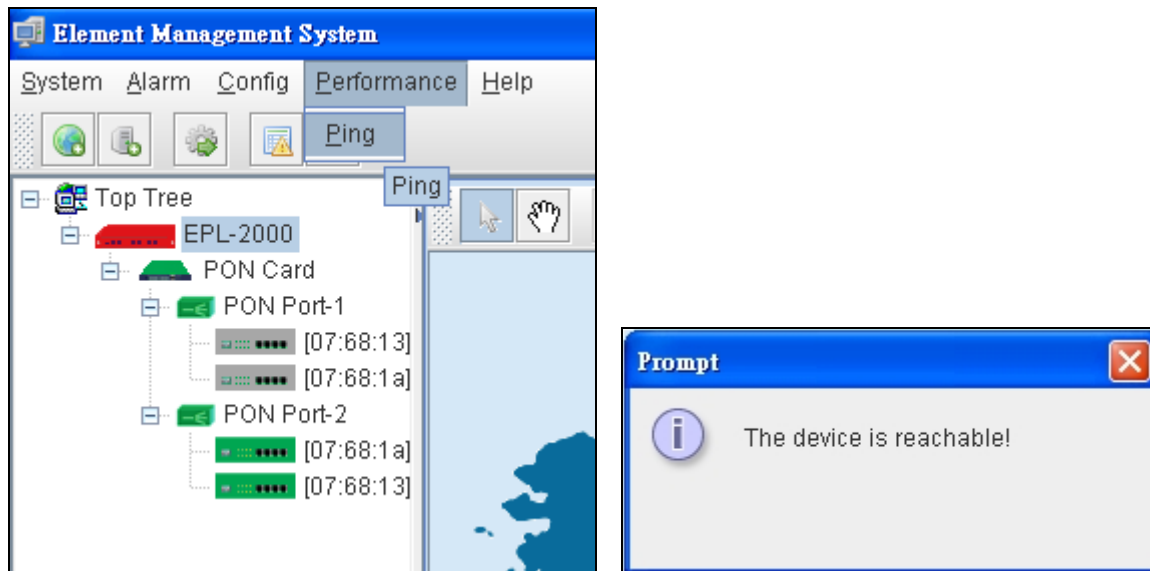 Element Management System
System Alarm Config Performance Help
Ping
Ping
Top Tree
EPL-2000
PON Card
PON Port-1
[07:68:13]
[07:68:1a]
PON Port-2
[07:68:1a]
[07:68:13]
Prompt
The device is reachable!